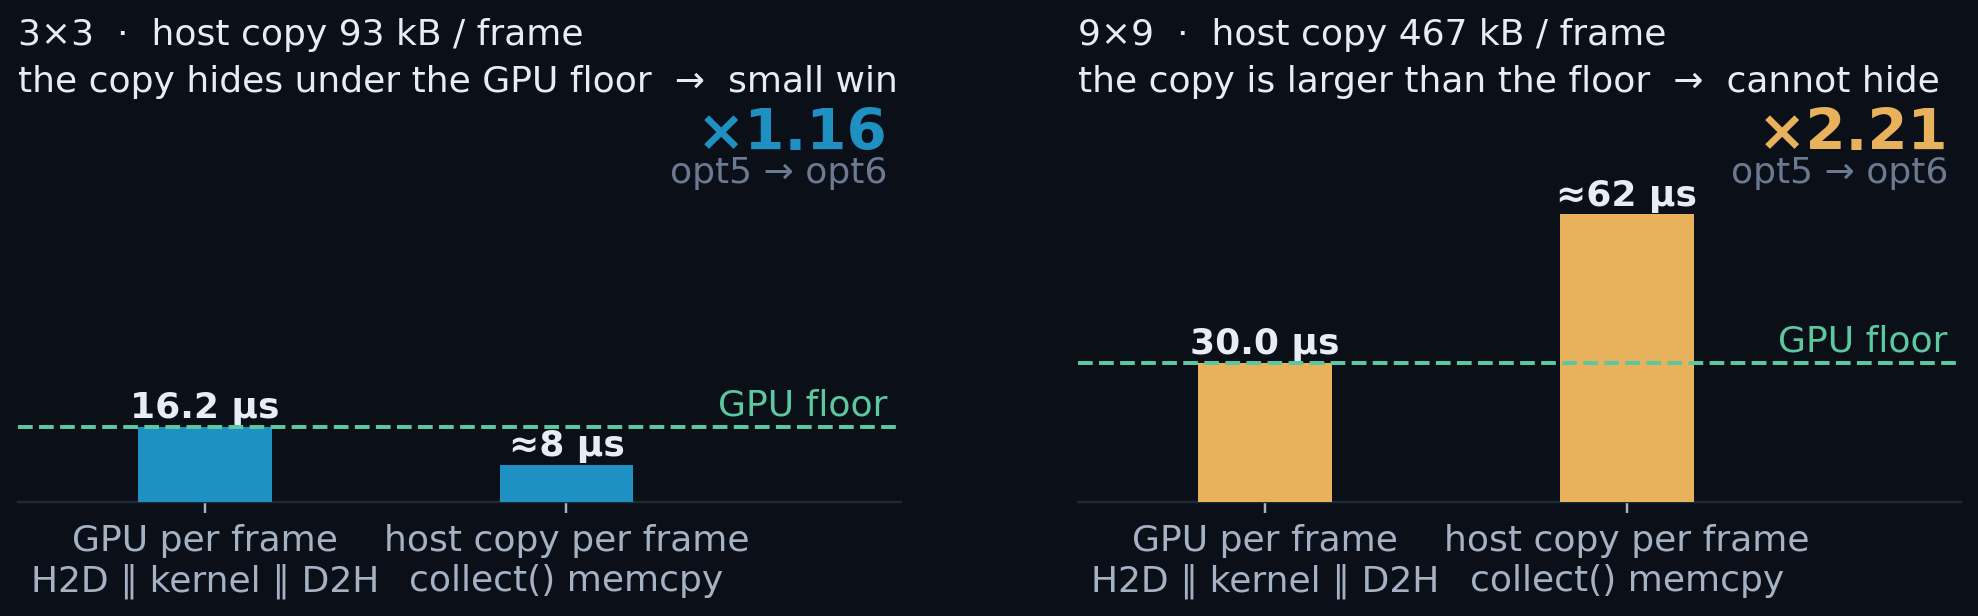 3×3 · host copy 93 kB / frame
the copy hides under the GPU floor → small win
×1.16
opt5 → opt6
GPU floor
16.2 µs
≈8 µs
GPU per frame
H2D ‖ kernel ‖ D2H
host copy per frame
collect() memcpy
9×9 · host copy 467 kB / frame
the copy is larger than the floor → cannot hide
×2.21
opt5 → opt6
≈62 µs
30.0 µs
GPU floor
GPU per frame
H2D ‖ kernel ‖ D2H
host copy per frame
collect() memcpy